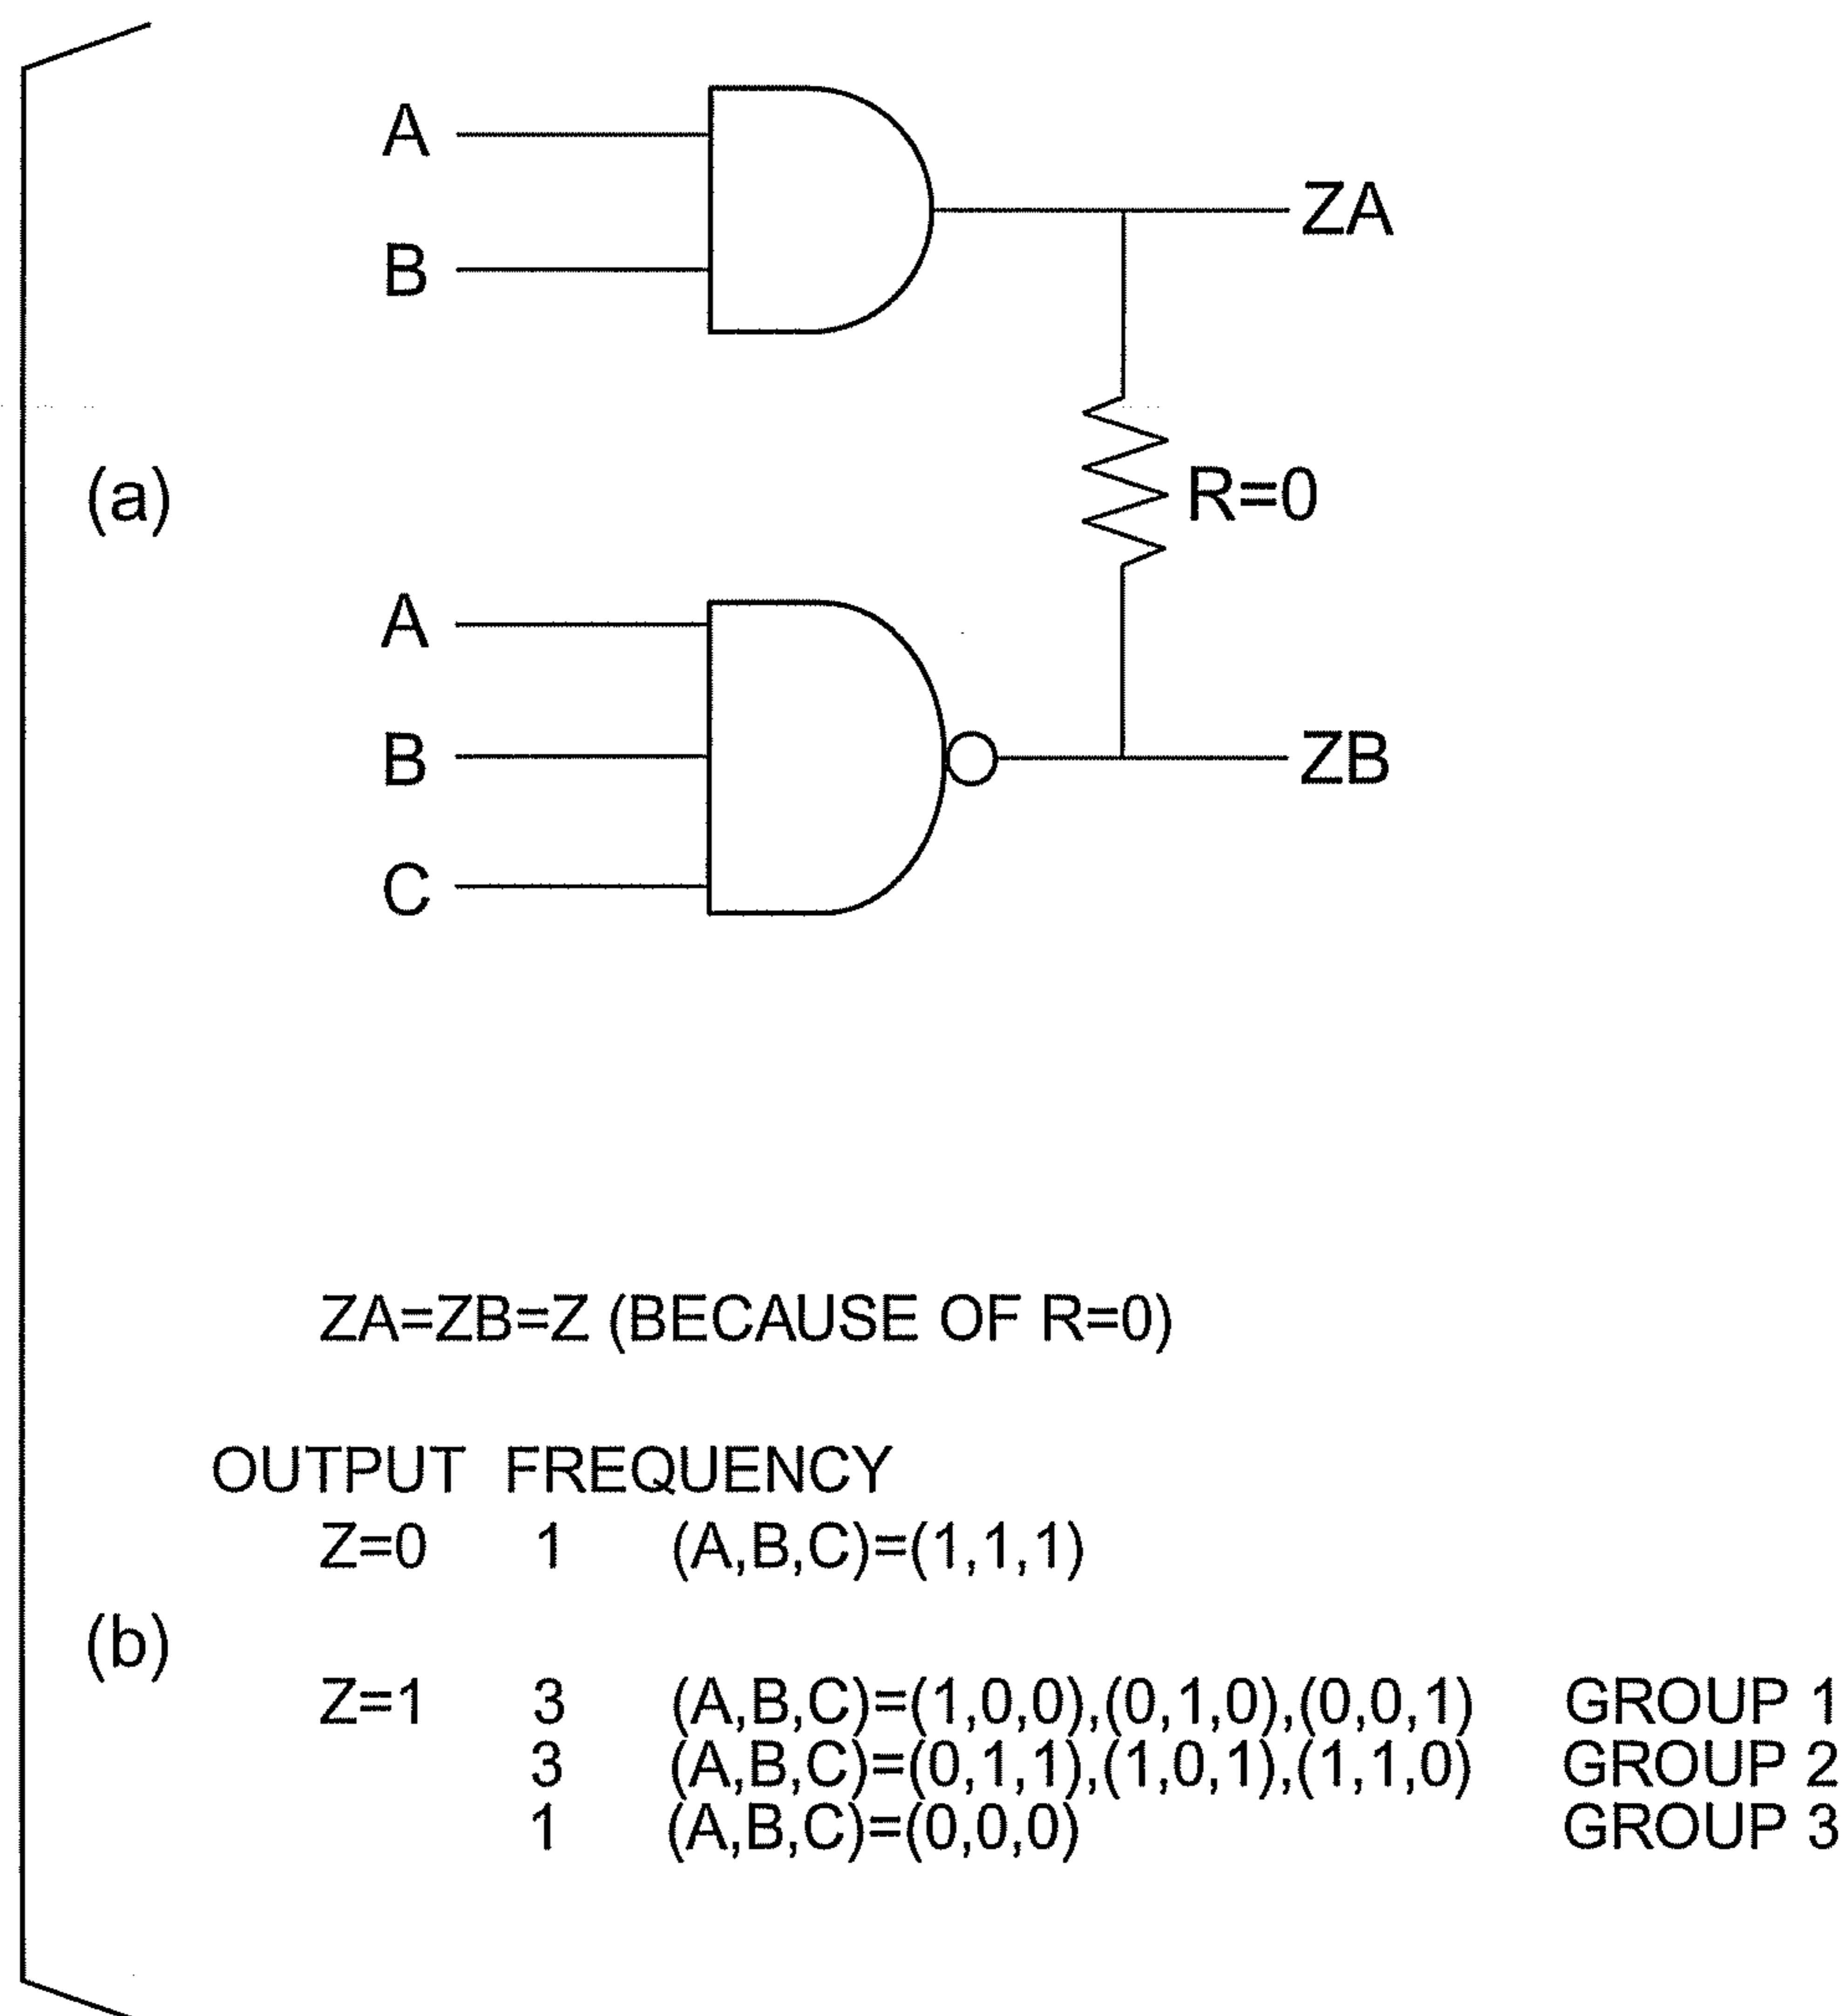 A
B
ZA
(a)
R=0
A
B
ZB
C
ZA=ZB=Z (BECAUSE OF R=0)
OUTPUT FREQUENCY
Z=0 1 (A,B,C)=(1,1,1)
(b)
Z=1 3 (A,B,C)=(1,0,0),(0,1,0),(0,0,1) GROUP 1
3 (A,B,C)=(0,1,1),(1,0,1),(1,1,0) GROUP 2
1 (A,B,C)=(0,0,0) GROUP 3